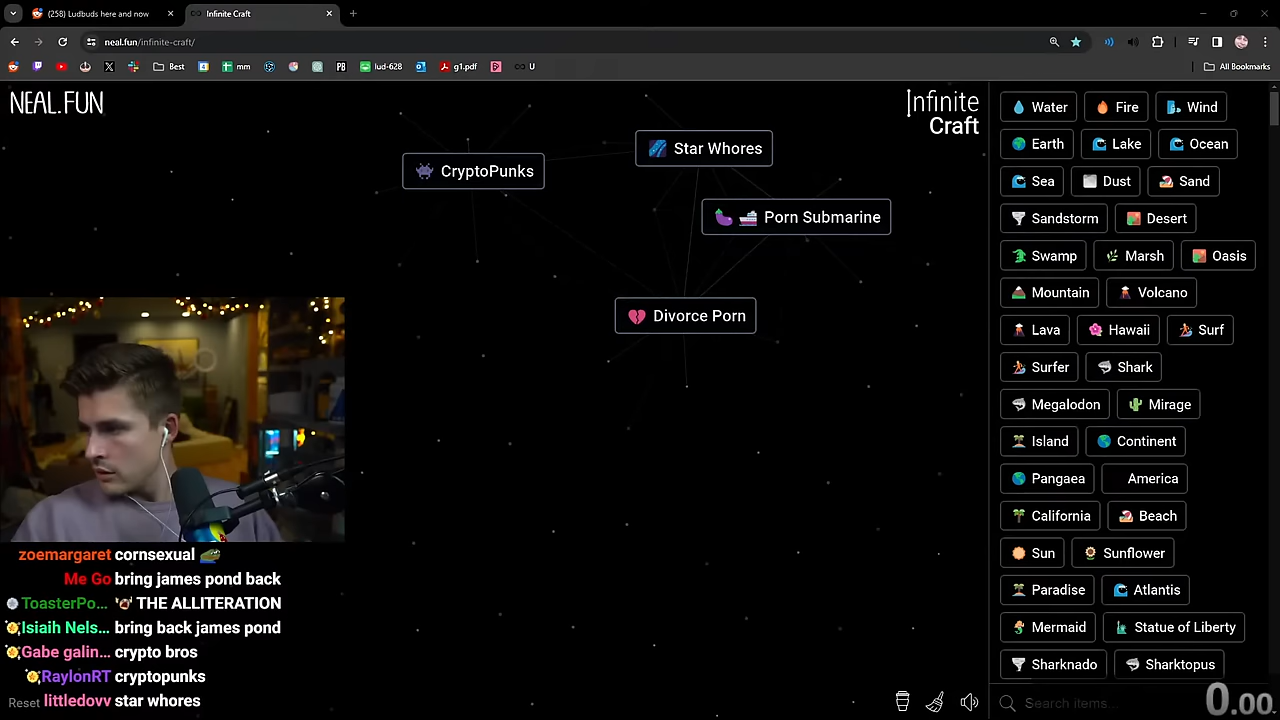 (258) Ludbuds here and now
Infinite Craft
neal.fun/infinite-craft/
Best
mm
lud-628
g1.pdf
U
All Bookmarks
NEAL.FUN
Infinite
Craft
CryptoPunks
Star Whores
Porn Submarine
Divorce Porn
Water
Fire
Wind
Earth
Lake
Ocean
Sea
Dust
Sand
Sandstorm
Desert
Swamp
Marsh
Oasis
Mountain
Volcano
Lava
Hawaii
Surf
Surfer
Shark
Megalodon
Mirage
Island
Continent
Pangaea
America
California
Beach
Sun
Sunflower
Paradise
Atlantis
Mermaid
Statue of Liberty
Sharknado
Sharktopus
Search items...
0.00
zoemargaret cornsexual
Me Go bring james pond back
ToasterPo... THE ALLITERATION
Isiaih Nels... bring back james pond
Gabe galin... crypto bros
RaylonRT cryptopunks
Reset littledovv star whores